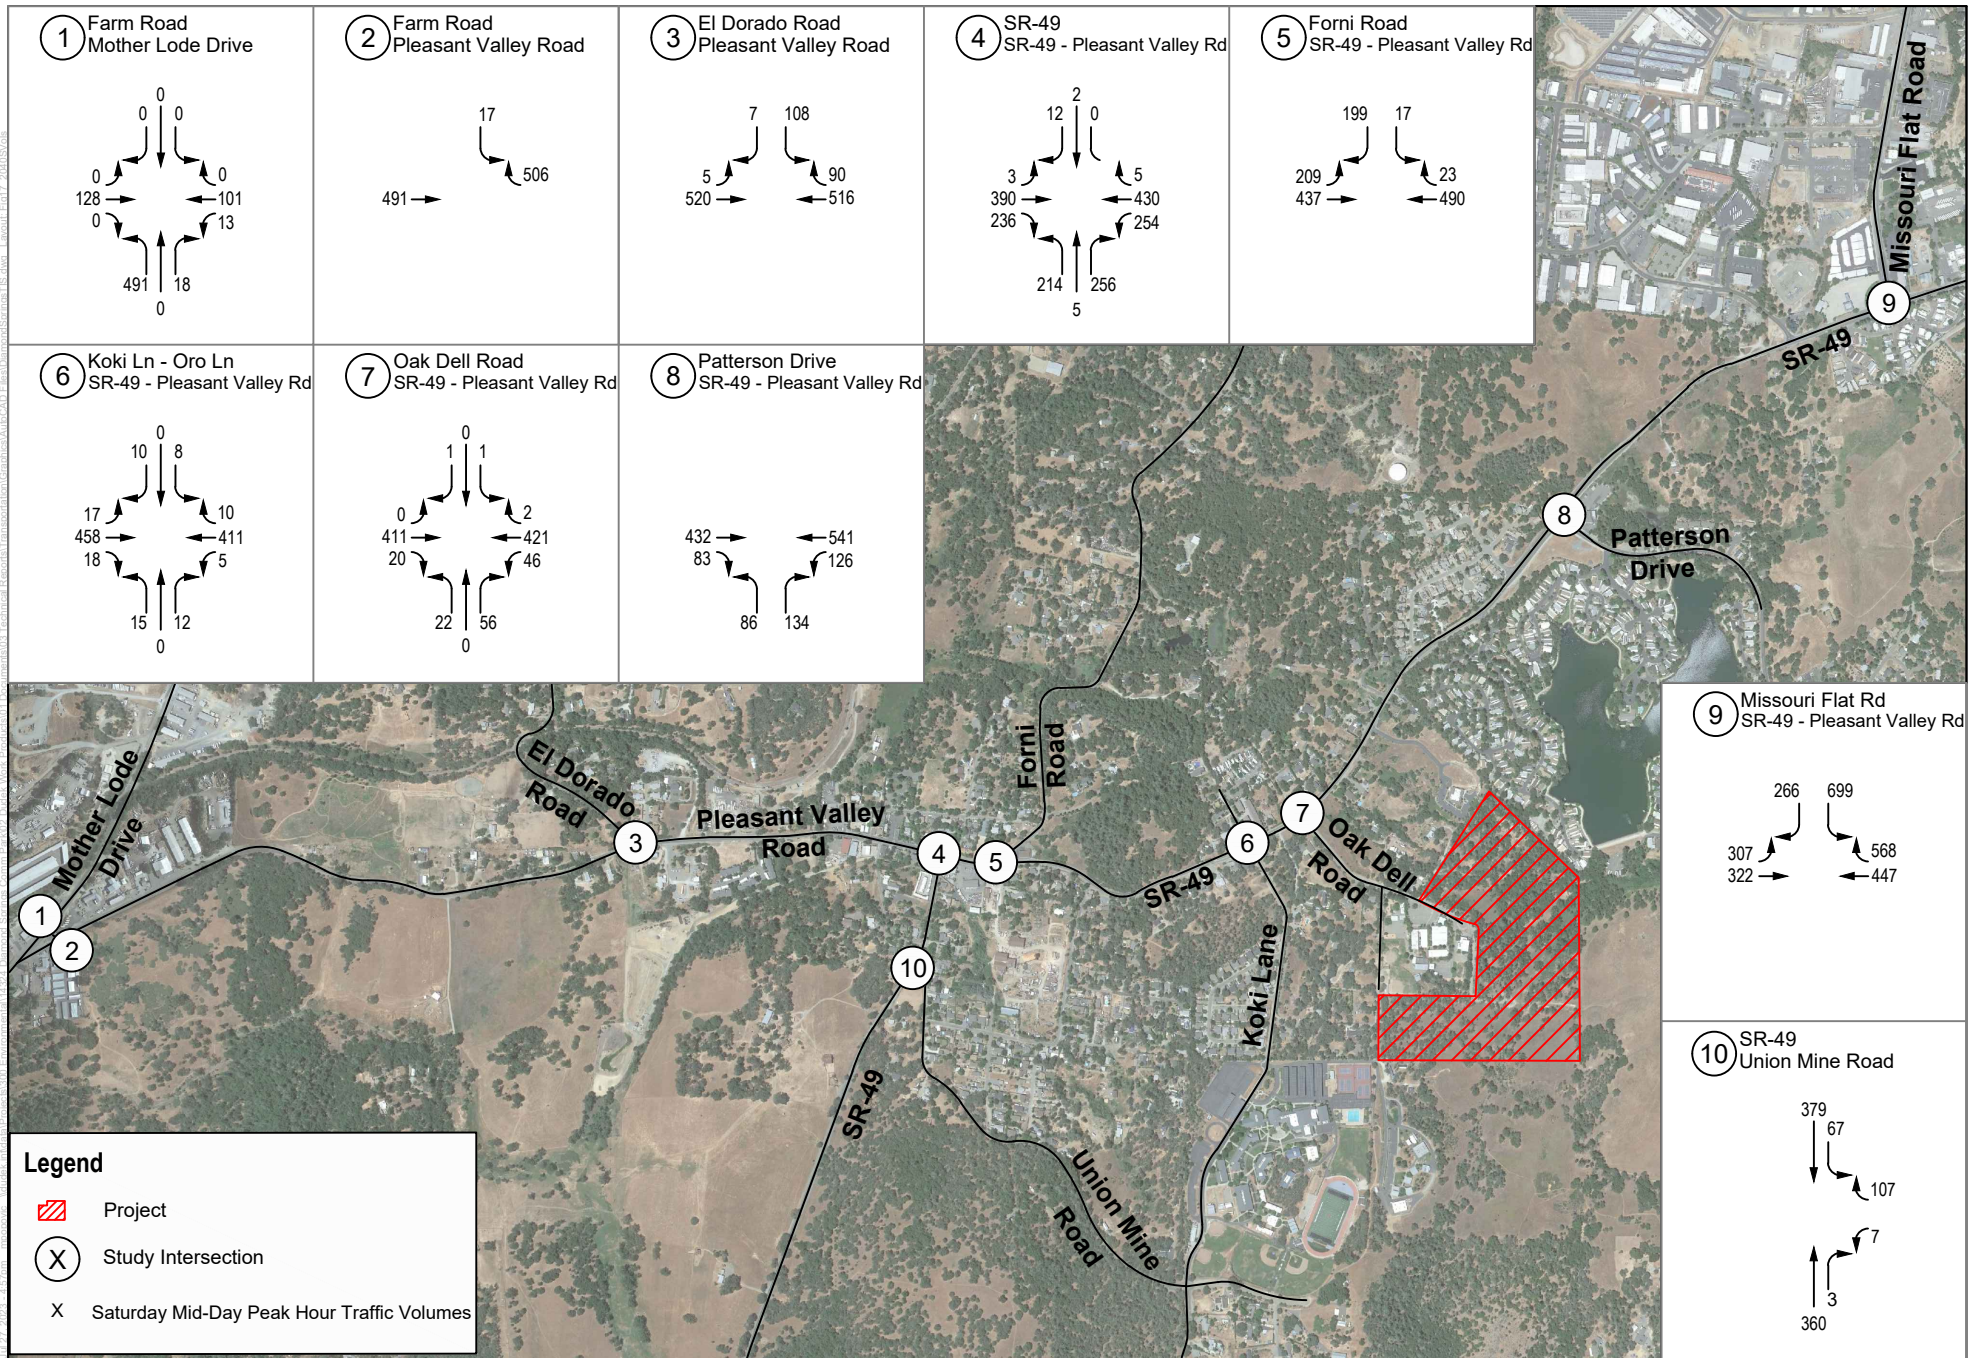 1
Farm Road
Mother Lode Drive
0
0 0
0 0
128 101
0 13
491 18
0
2
Farm Road
Pleasant Valley Road
17
506
491
3
El Dorado Road
Pleasant Valley Road
7 108
5 90
520 516
4
SR-49
SR-49 - Pleasant Valley Rd
2
12 0
3 5
390 430
236 254
214 256
5
5
Forni Road
SR-49 - Pleasant Valley Rd
199 17
209 23
437 490
6
Koki Ln - Oro Ln
SR-49 - Pleasant Valley Rd
0
10 8
17 10
458 411
18 5
15 12
0
7
Oak Dell Road
SR-49 - Pleasant Valley Rd
0
1 1
0 2
411 421
20 46
22 56
0
8
Patterson Drive
SR-49 - Pleasant Valley Rd
432 541
83 126
86 134
Missouri Flat Road
9
SR-49
8
Patterson
Drive
Forni
Road
El Dorado
Road
Pleasant Valley
Road
Mother Lode
Drive
1
2
3
4
5
6
7
Oak Dell
Road
SR-49
10
Koki Lane
SR-49
Union Mine
Road
9
Missouri Flat Rd
SR-49 - Pleasant Valley Rd
266 699
307 568
322 447
10
SR-49
Union Mine Road
379
67
107
7
3
360
Legend
Project
X Study Intersection
X Saturday Mid-Day Peak Hour Traffic Volumes